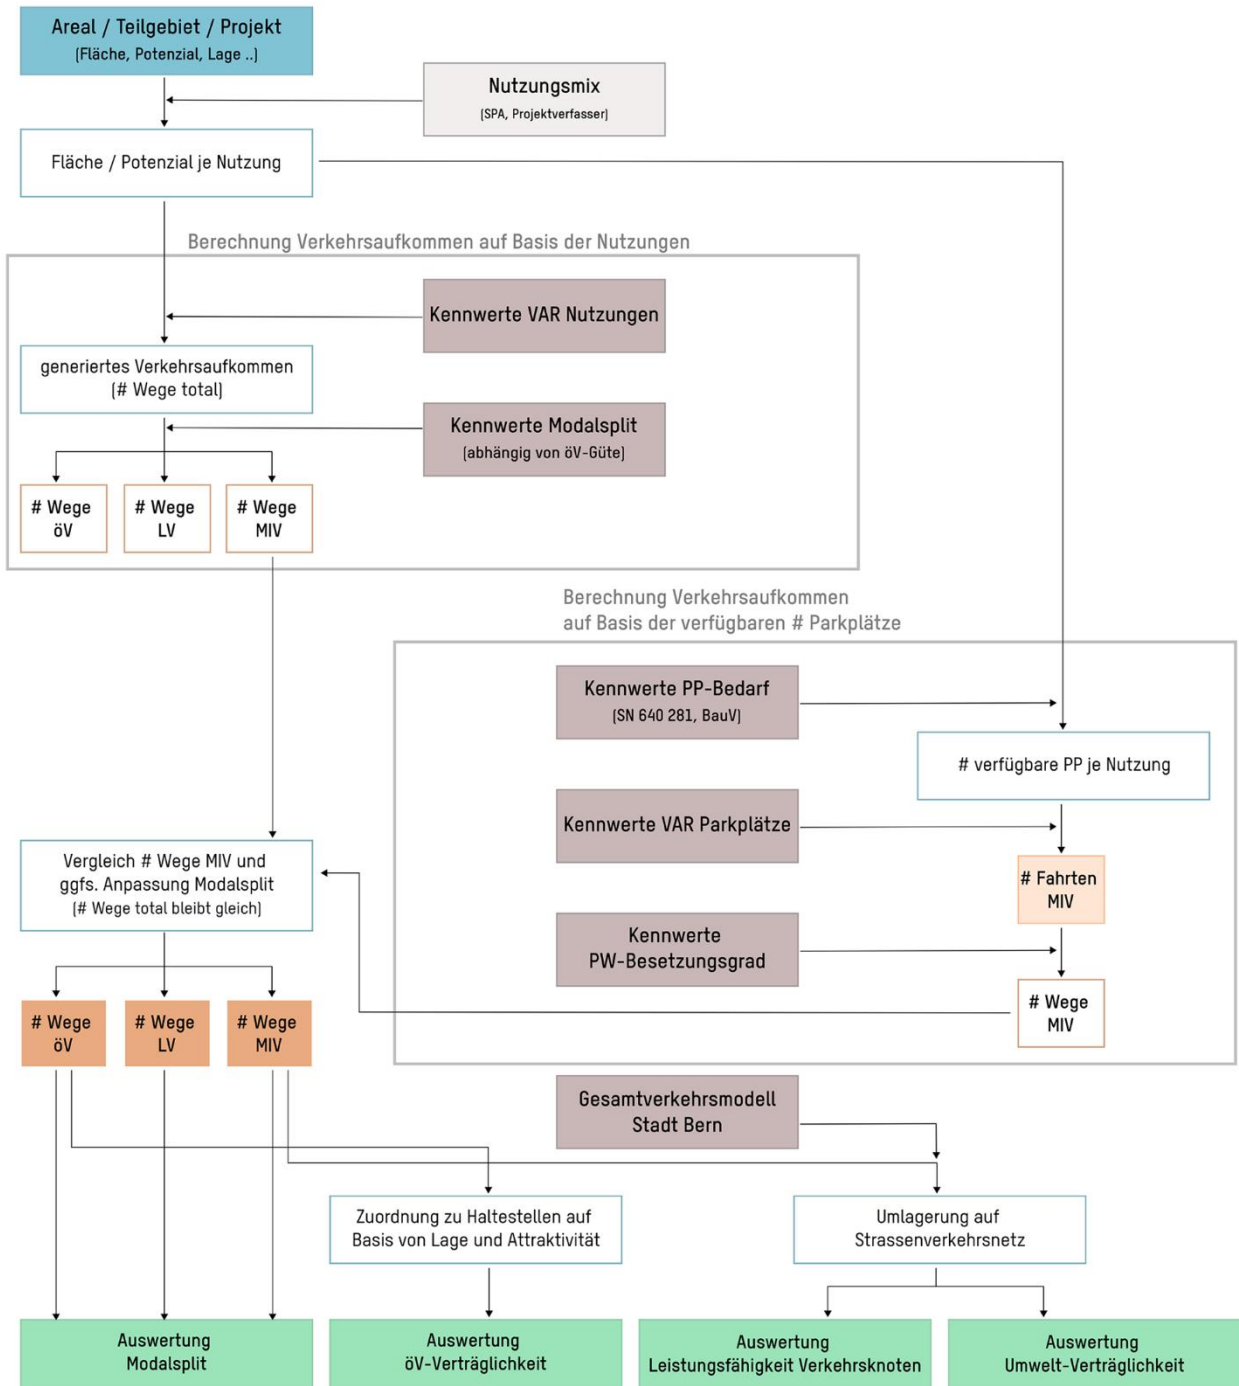 Areal / Teilgebiet / Projekt
(Fläche, Potenzial, Lage ..)
Nutzungsmix
(SPA, Projektverfasser)
Fläche / Potenzial je Nutzung
Berechnung Verkehrsaufkommen auf Basis der Nutzungen
Kennwerte VAR Nutzungen
generiertes Verkehrsaufkommen
(# Wege total)
Kennwerte Modalsplit
(abhängig von öV-Güte)
# Wege
öV
# Wege
LV
# Wege
MIV
Berechnung Verkehrsaufkommen
auf Basis der verfügbaren # Parkplätze
Kennwerte PP-Bedarf
(SN 640 281, BauV)
# verfügbare PP je Nutzung
Kennwerte VAR Parkplätze
# Fahrten
MIV
Kennwerte
PW-Besetzungsgrad
# Wege
MIV
Vergleich # Wege MIV und
ggfs. Anpassung Modalsplit
(# Wege total bleibt gleich)
# Wege
öV
# Wege
LV
# Wege
MIV
Gesamtverkehrsmodell
Stadt Bern
Zuordnung zu Haltestellen auf
Basis von Lage und Attraktivität
Umlagerung auf
Strassenverkehrsnetz
Auswertung
Modalsplit
Auswertung
öV-Verträglichkeit
Auswertung
Leistungsfähigkeit Verkehrsknoten
Auswertung
Umwelt-Verträglichkeit